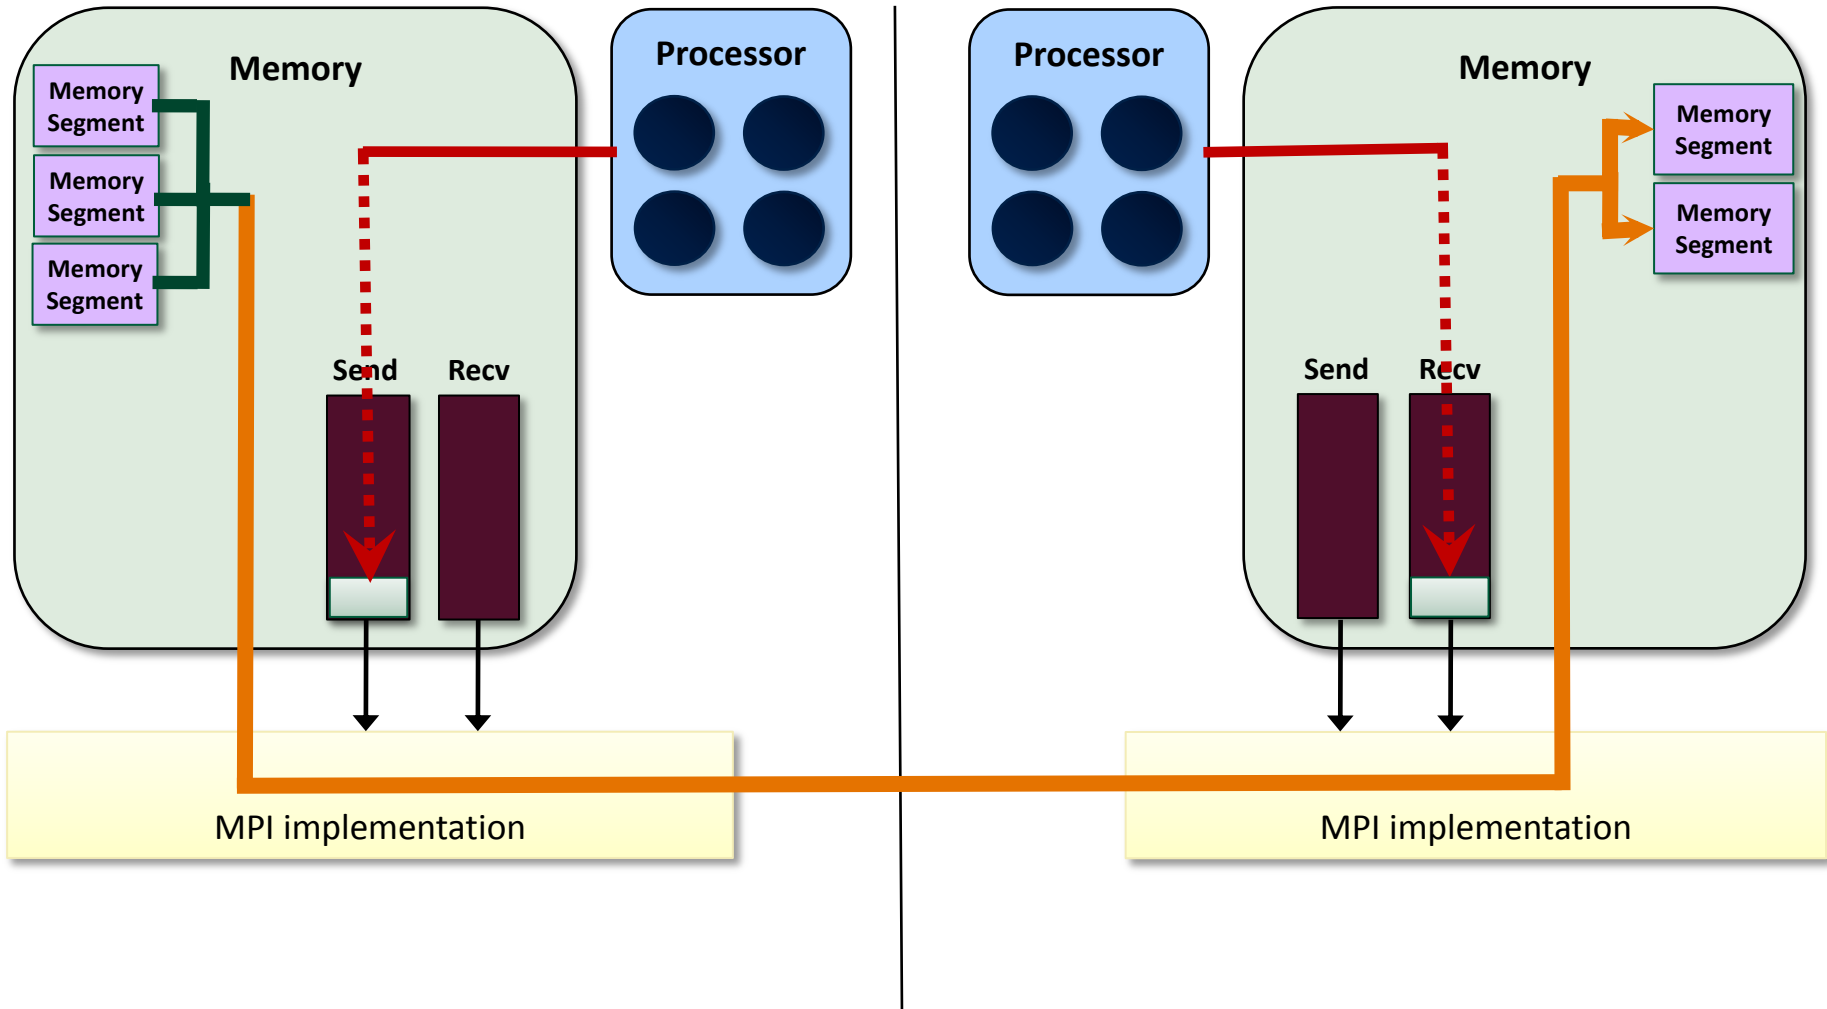 Memory
Memory
Segment
Memory
Segment
Memory
Segment
Send
Recv
Processor
MPI implementation
Processor
Memory
Memory
Segment
Memory
Segment
Send
Recv
MPI implementation